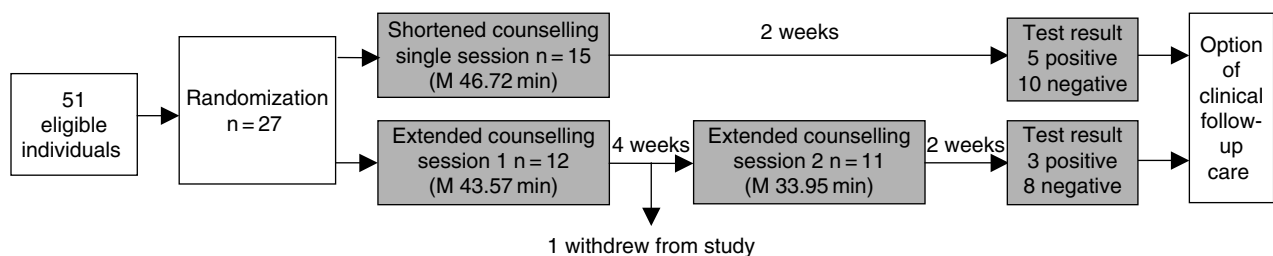 51
eligible
individuals
Randomization
n = 27
Shortened counselling
single session n = 15
(M 46.72 min)
2 weeks
Test result
5 positive
10 negative
Extended counselling
session 1 n = 12
(M 43.57 min)
4 weeks
1 withdrew from study
Extended counselling
session 2 n = 11
(M 33.95 min)
2 weeks
Test result
3 positive
8 negative
Option
of
clinical
follow-
up
care